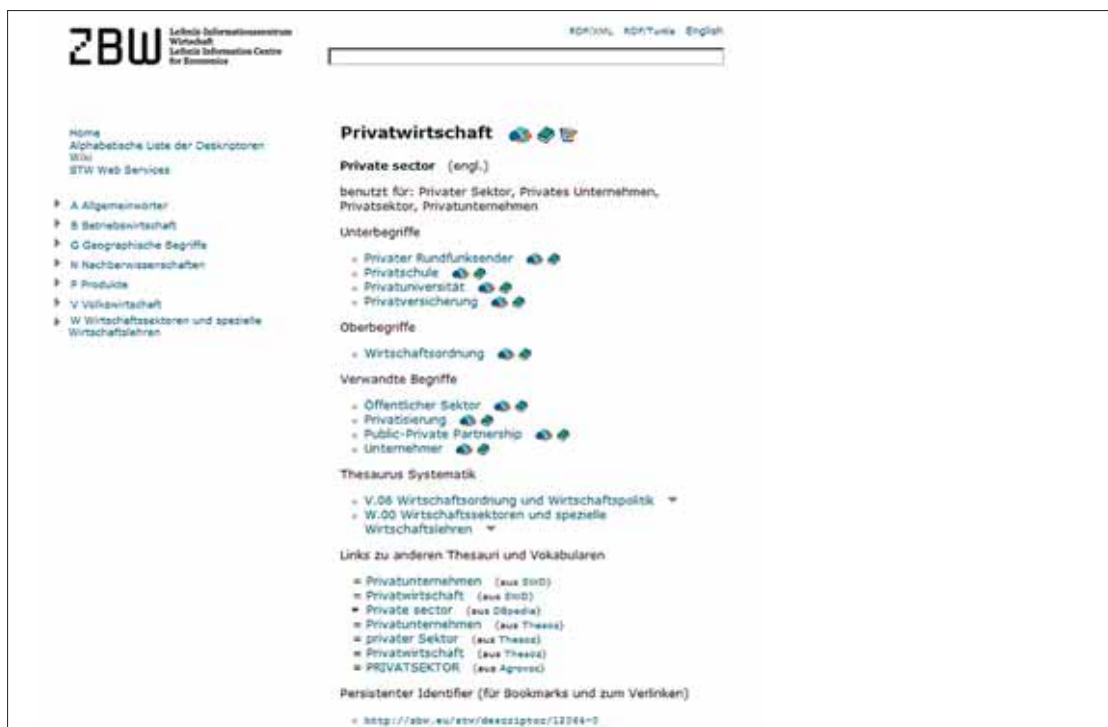 ZBW
Leibniz-Informationszentrum
Wirtschaft
Leibniz Information Centre
for Economics
RDF/XML RDF/Turtle English
Home
Alphabetische Liste der Deskriptoren
Wiki
STW Web Services
A Allgemeinwörter
B Betriebswirtschaft
G Geographische Begriffe
N Nachbarwissenschaften
P Produkte
V Volkswirtschaft
W Wirtschaftssektoren und spezielle
Wirtschaftslehren
Privatwirtschaft
Private sector (engl.)
benutzt für: Privater Sektor, Privates Unternehmen,
Privatsektor, Privatunternehmen
Unterbegriffe
Privater Rundfunksender
Privatschule
Privatuniversität
Privatversicherung
Oberbegriffe
Wirtschaftsordnung
Verwandte Begriffe
Öffentlicher Sektor
Privatisierung
Public-Private Partnership
Unternehmer
Thesaurus Systematik
V.06 Wirtschaftsordnung und Wirtschaftspolitik
W.00 Wirtschaftssektoren und spezielle
Wirtschaftslehren
Links zu anderen Thesauri und Vokabularen
= Privatunternehmen (aus SWD)
= Privatwirtschaft (aus SWD)
Private sector (aus DBpedia)
= Privatunternehmen (aus Thesoz)
= privater Sektor (aus Thesoz)
= Privatwirtschaft (aus Thesoz)
= PRIVATSEKTOR (aus Agrovoc)
Persistenter Identifier (für Bookmarks und zum Verlinken)